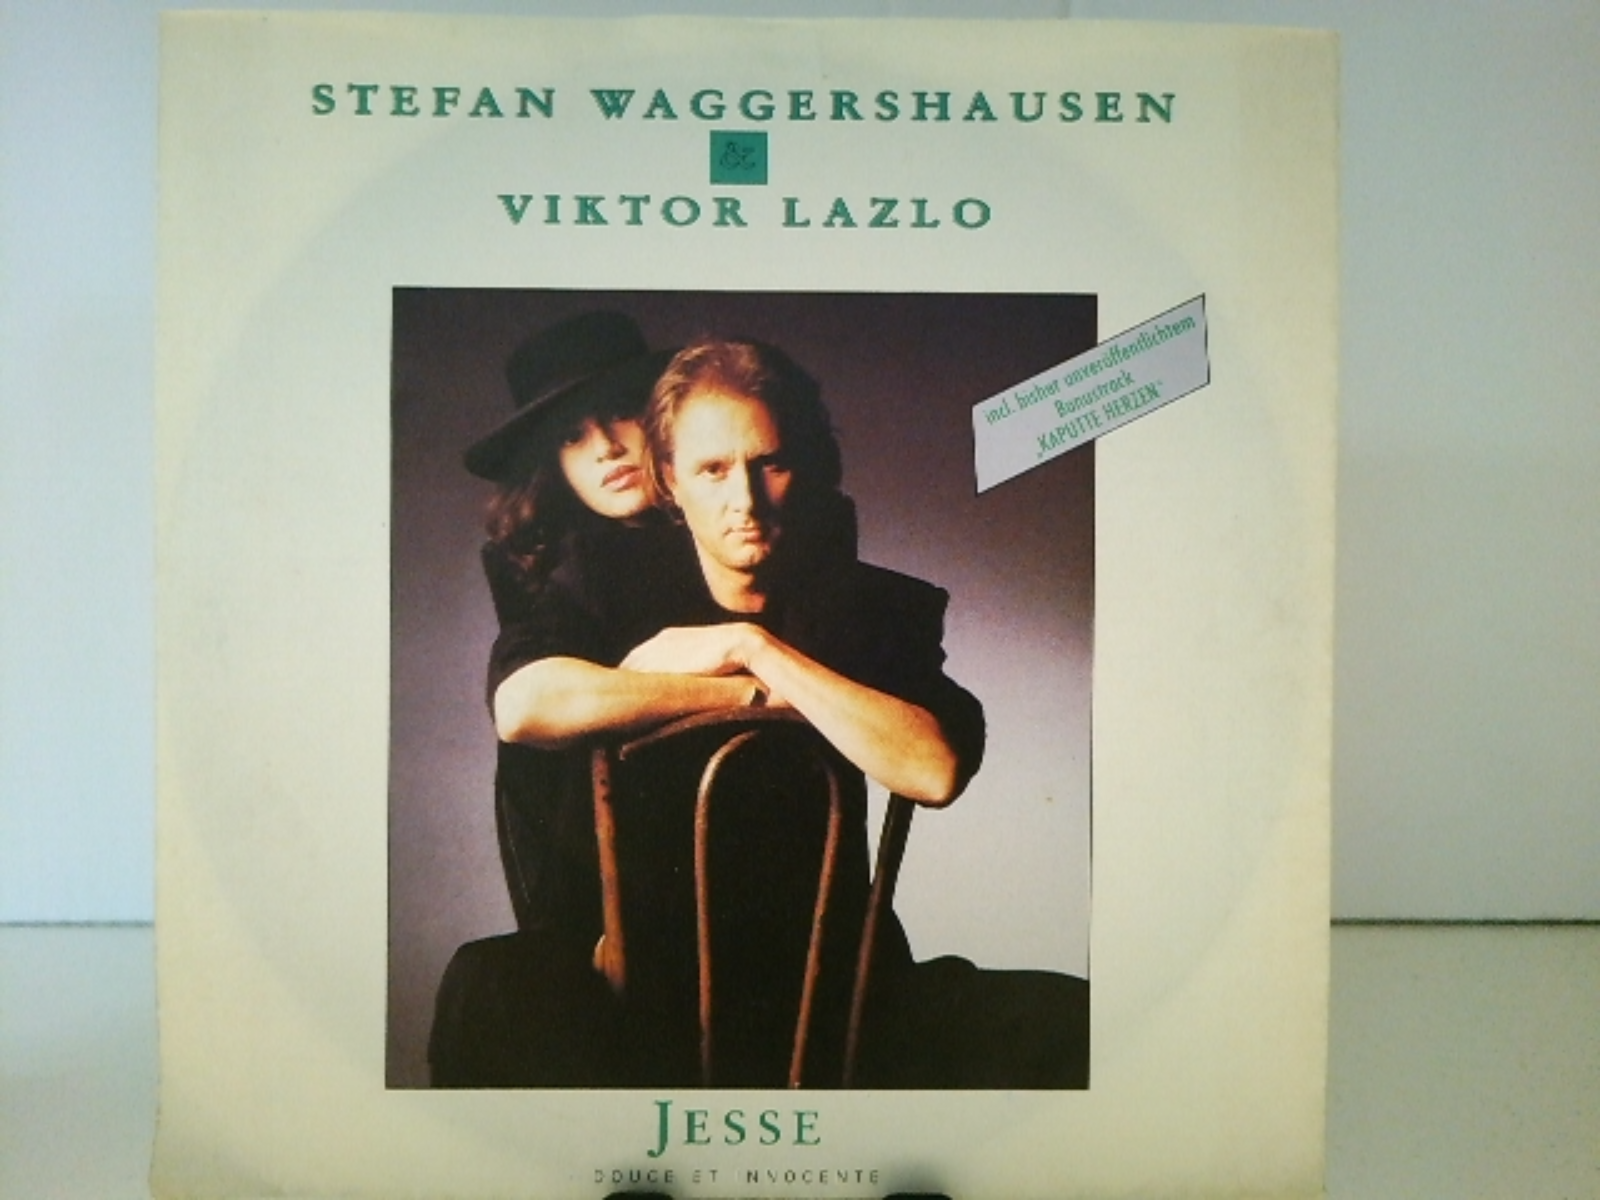 STEFAN WAGGERSHAUSEN
&
VIKTOR LAZLO
incl. bisher unveröffentlichtem
Bonustrack
„KAPUTTE HERZEN“
JESSE
DOUCE ET INNOCENTE